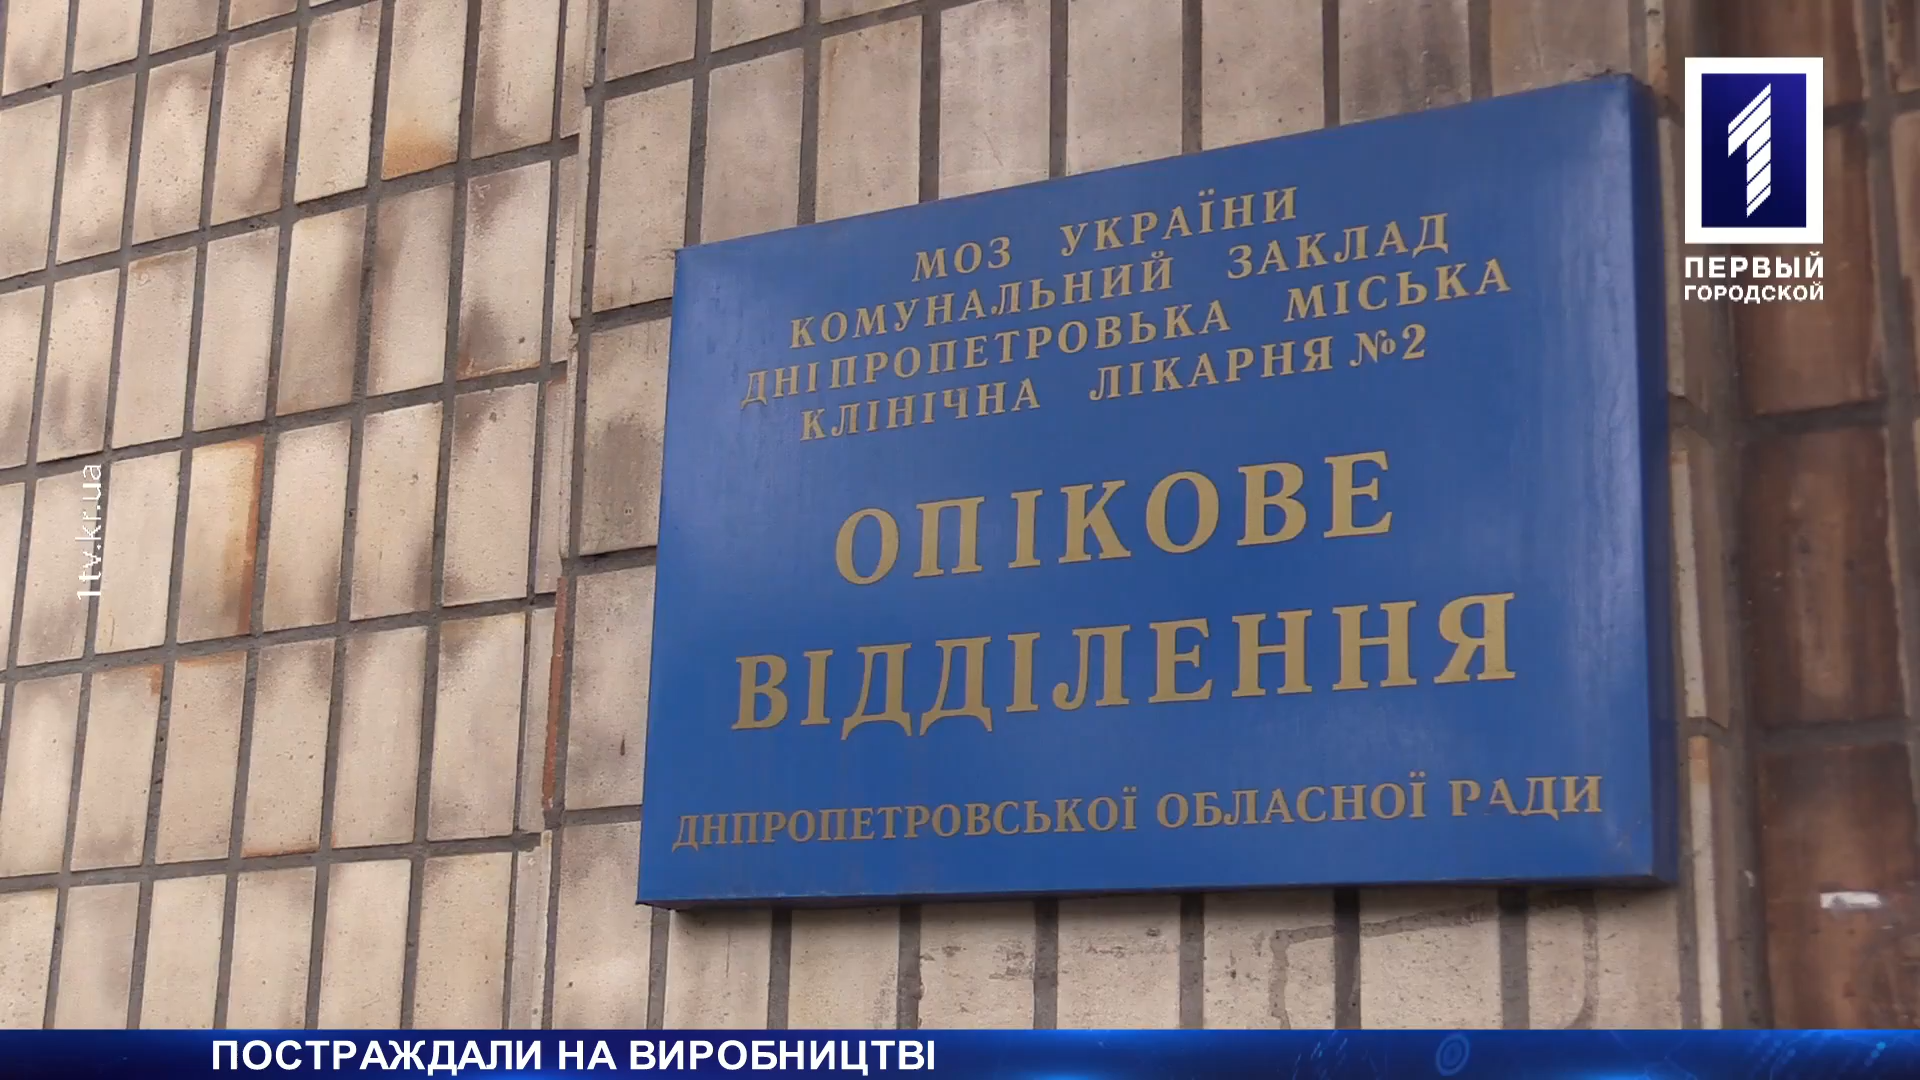 МОЗ УКРАЇНИ
КОМУНАЛЬНИЙ ЗАКЛАД
ДНІПРОПЕТРОВЬКА МІСЬКА
КЛІНІЧНА ЛІКАРНЯ №2
ОПІКОВЕ
ВІДДІЛЕННЯ
ДНПРОПЕТРОВСЬКОЇ ОБЛАСНОЇ РАДИ
ПЕРВЫЙ
ГОРОДСКОЙ
1tv.kr.ua
ПОСТРАЖДАЛИ НА ВИРОБНИЦТВІ